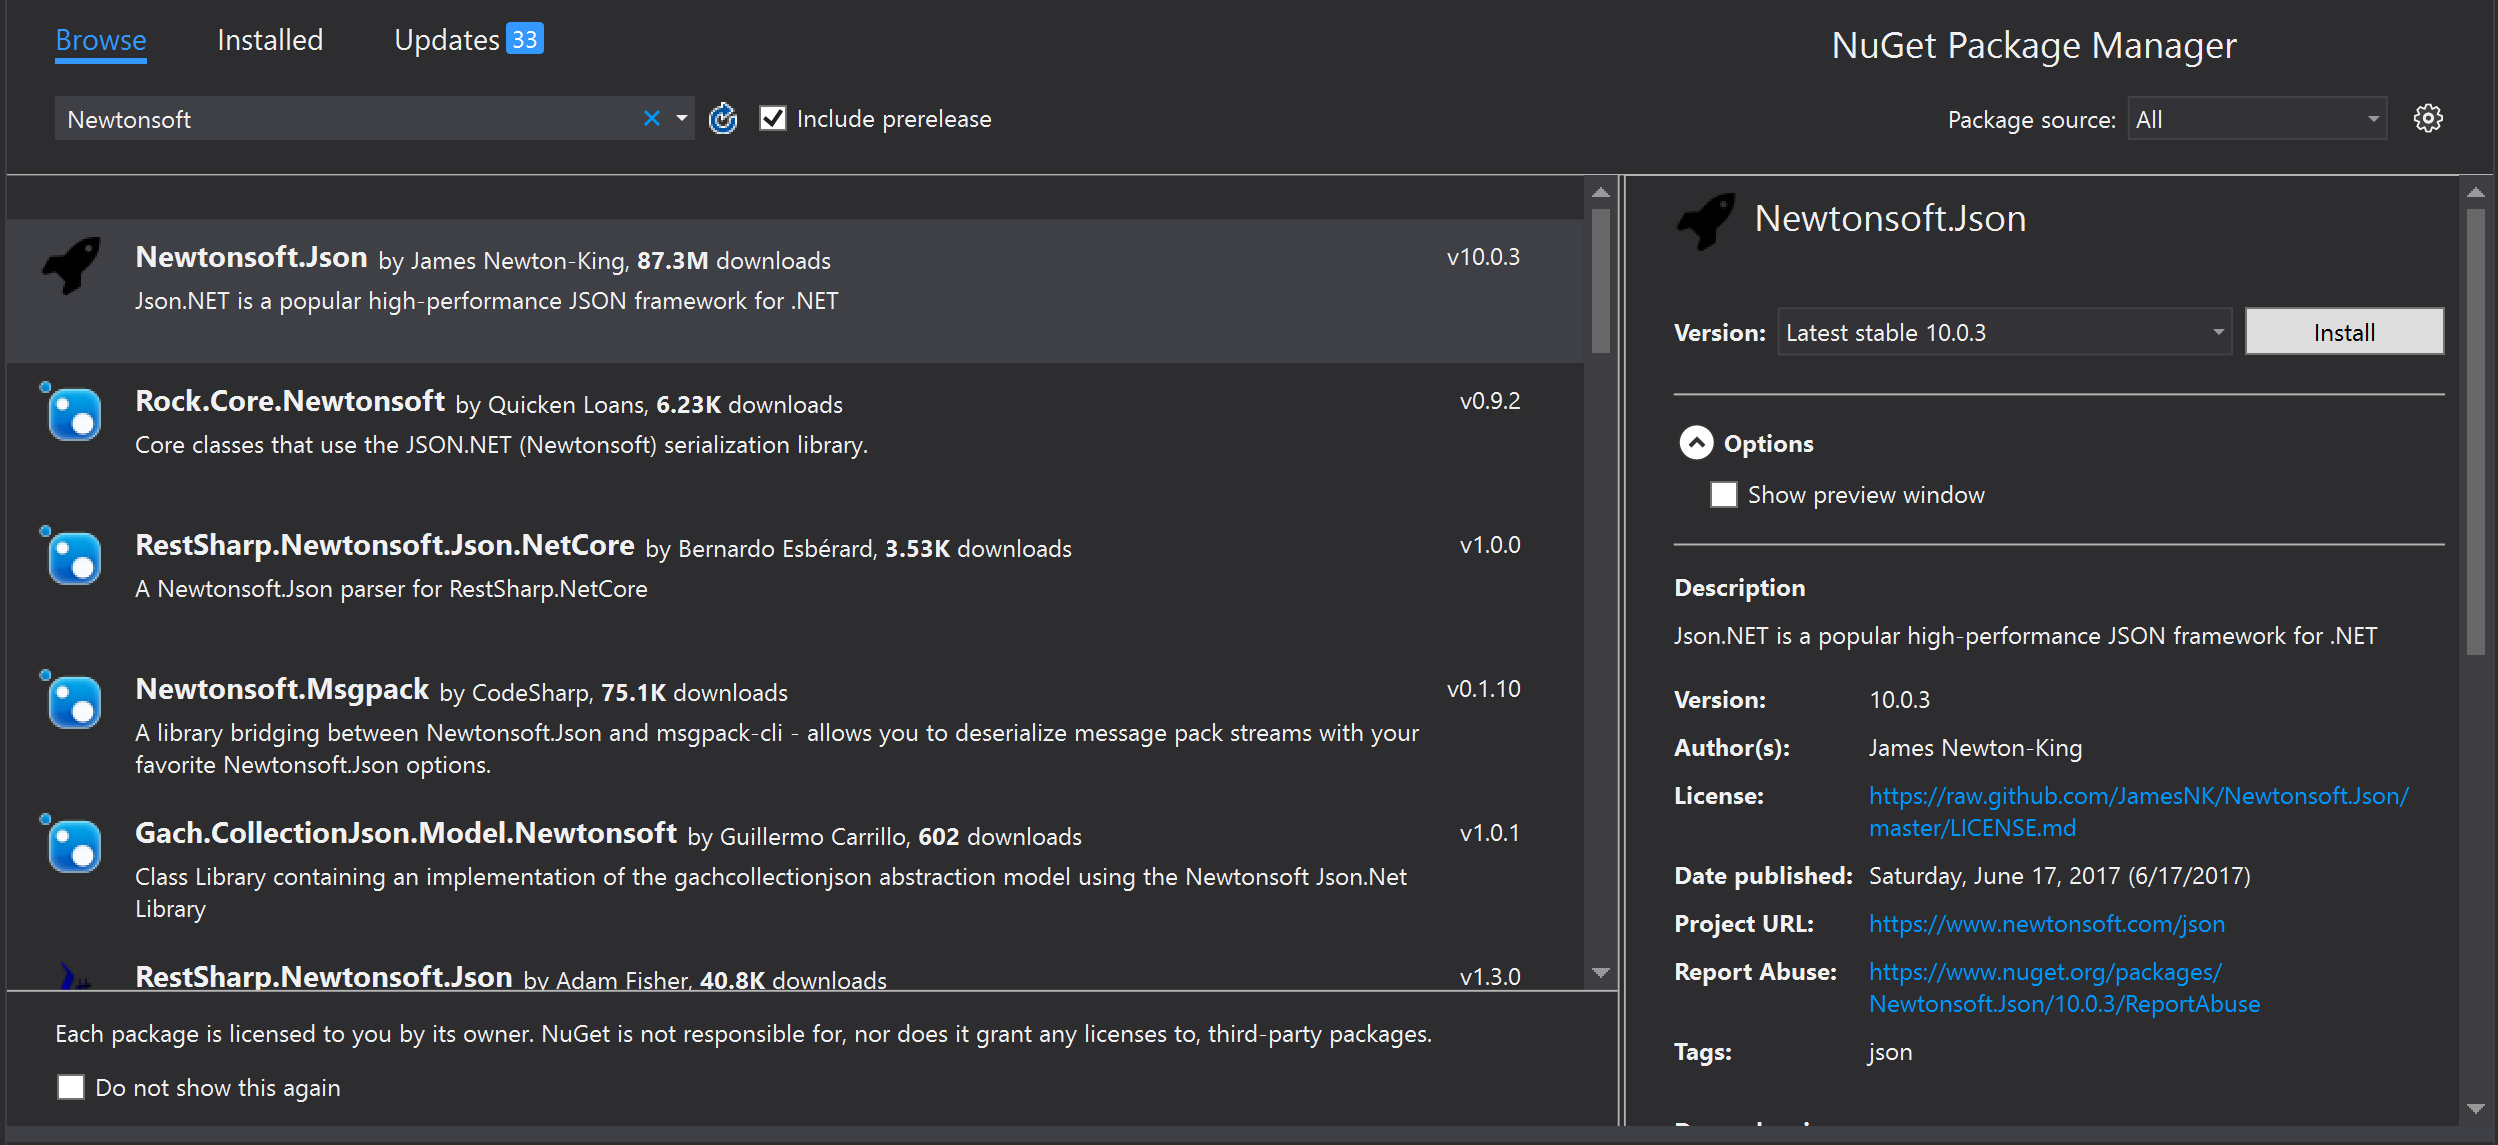 Browse Installed Updates 33
NuGet Package Manager
Newtonsoft
Include prerelease
Package source: All
Newtonsoft.Json by James Newton-King, 87.3M downloads v10.0.3
Json.NET is a popular high-performance JSON framework for .NET
Rock.Core.Newtonsoft by Quicken Loans, 6.23K downloads v0.9.2
Core classes that use the JSON.NET (Newtonsoft) serialization library.
RestSharp.Newtonsoft.Json.NetCore by Bernardo Esbérard, 3.53K downloads v1.0.0
A Newtonsoft.Json parser for RestSharp.NetCore
Newtonsoft.Msgpack by CodeSharp, 75.1K downloads v0.1.10
A library bridging between Newtonsoft.Json and msgpack-cli - allows you to deserialize message pack streams with your
favorite Newtonsoft.Json options.
Gach.CollectionJson.Model.Newtonsoft by Guillermo Carrillo, 602 downloads v1.0.1
Class Library containing an implementation of the gachcollectionjson abstraction model using the Newtonsoft Json.Net
Library
RestSharp.Newtonsoft.Json by Adam Fisher, 40.8K downloads v1.3.0
Each package is licensed to you by its owner. NuGet is not responsible for, nor does it grant any licenses to, third-party packages.
Do not show this again
Newtonsoft.Json
Version: Latest stable 10.0.3 Install
Options
Show preview window
Description
Json.NET is a popular high-performance JSON framework for .NET
Version: 10.0.3
Author(s): James Newton-King
License: https://raw.github.com/JamesNK/Newtonsoft.Json/
master/LICENSE.md
Date published: Saturday, June 17, 2017 (6/17/2017)
Project URL: https://www.newtonsoft.com/json
Report Abuse: https://www.nuget.org/packages/
Newtonsoft.Json/10.0.3/ReportAbuse
Tags: json